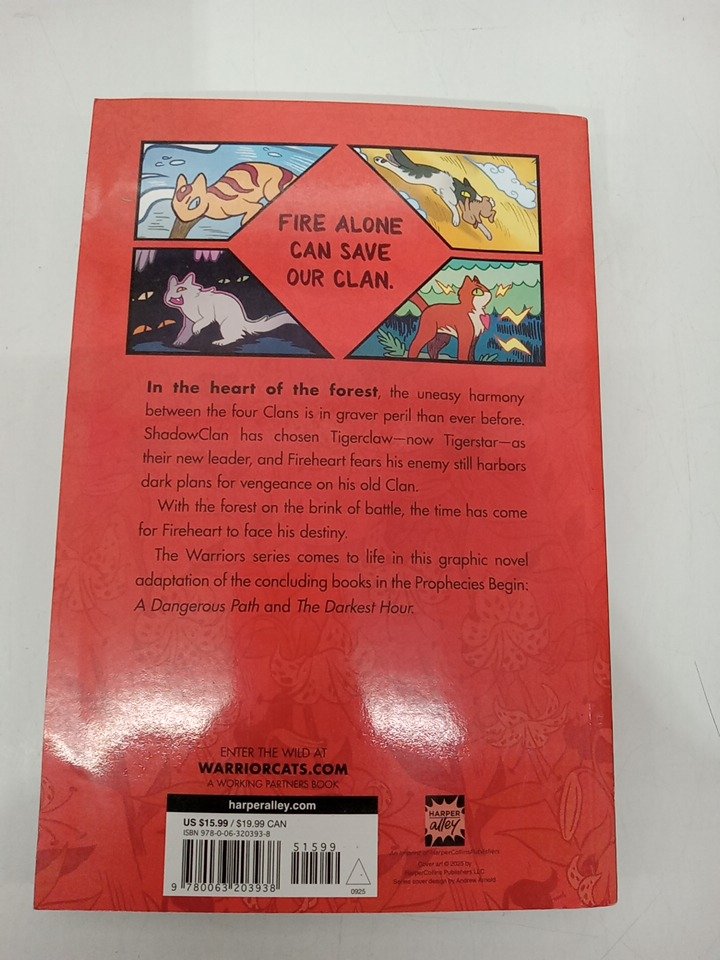 FIRE ALONE
CAN SAVE
OUR CLAN.
In the heart of the forest, the uneasy harmony
between the four Clans is in graver peril than ever before.
ShadowClan has chosen Tigerclaw—now Tigerstar—as
their new leader, and Fireheart fears his enemy still harbors
dark plans for vengeance on his old Clan.
With the forest on the brink of battle, the time has come
for Fireheart to face his destiny.
The Warriors series comes to life in this graphic novel
adaptation of the concluding books in the Prophecies Begin:
A Dangerous Path and The Darkest Hour.
ENTER THE WILD AT
WARRIORCATS.COM
A WORKING PARTNERS BOOK
harperalley.com
US $15.99 / $19.99 CAN
ISBN 978-0-06-320393-8
51599
9 780063 203938
0925
HARPER
alley
An imprint of HarperCollinsPublishers
Cover art © 2025 by
HarperCollins Publishers LLC
Series cover design by Andrew Arnold